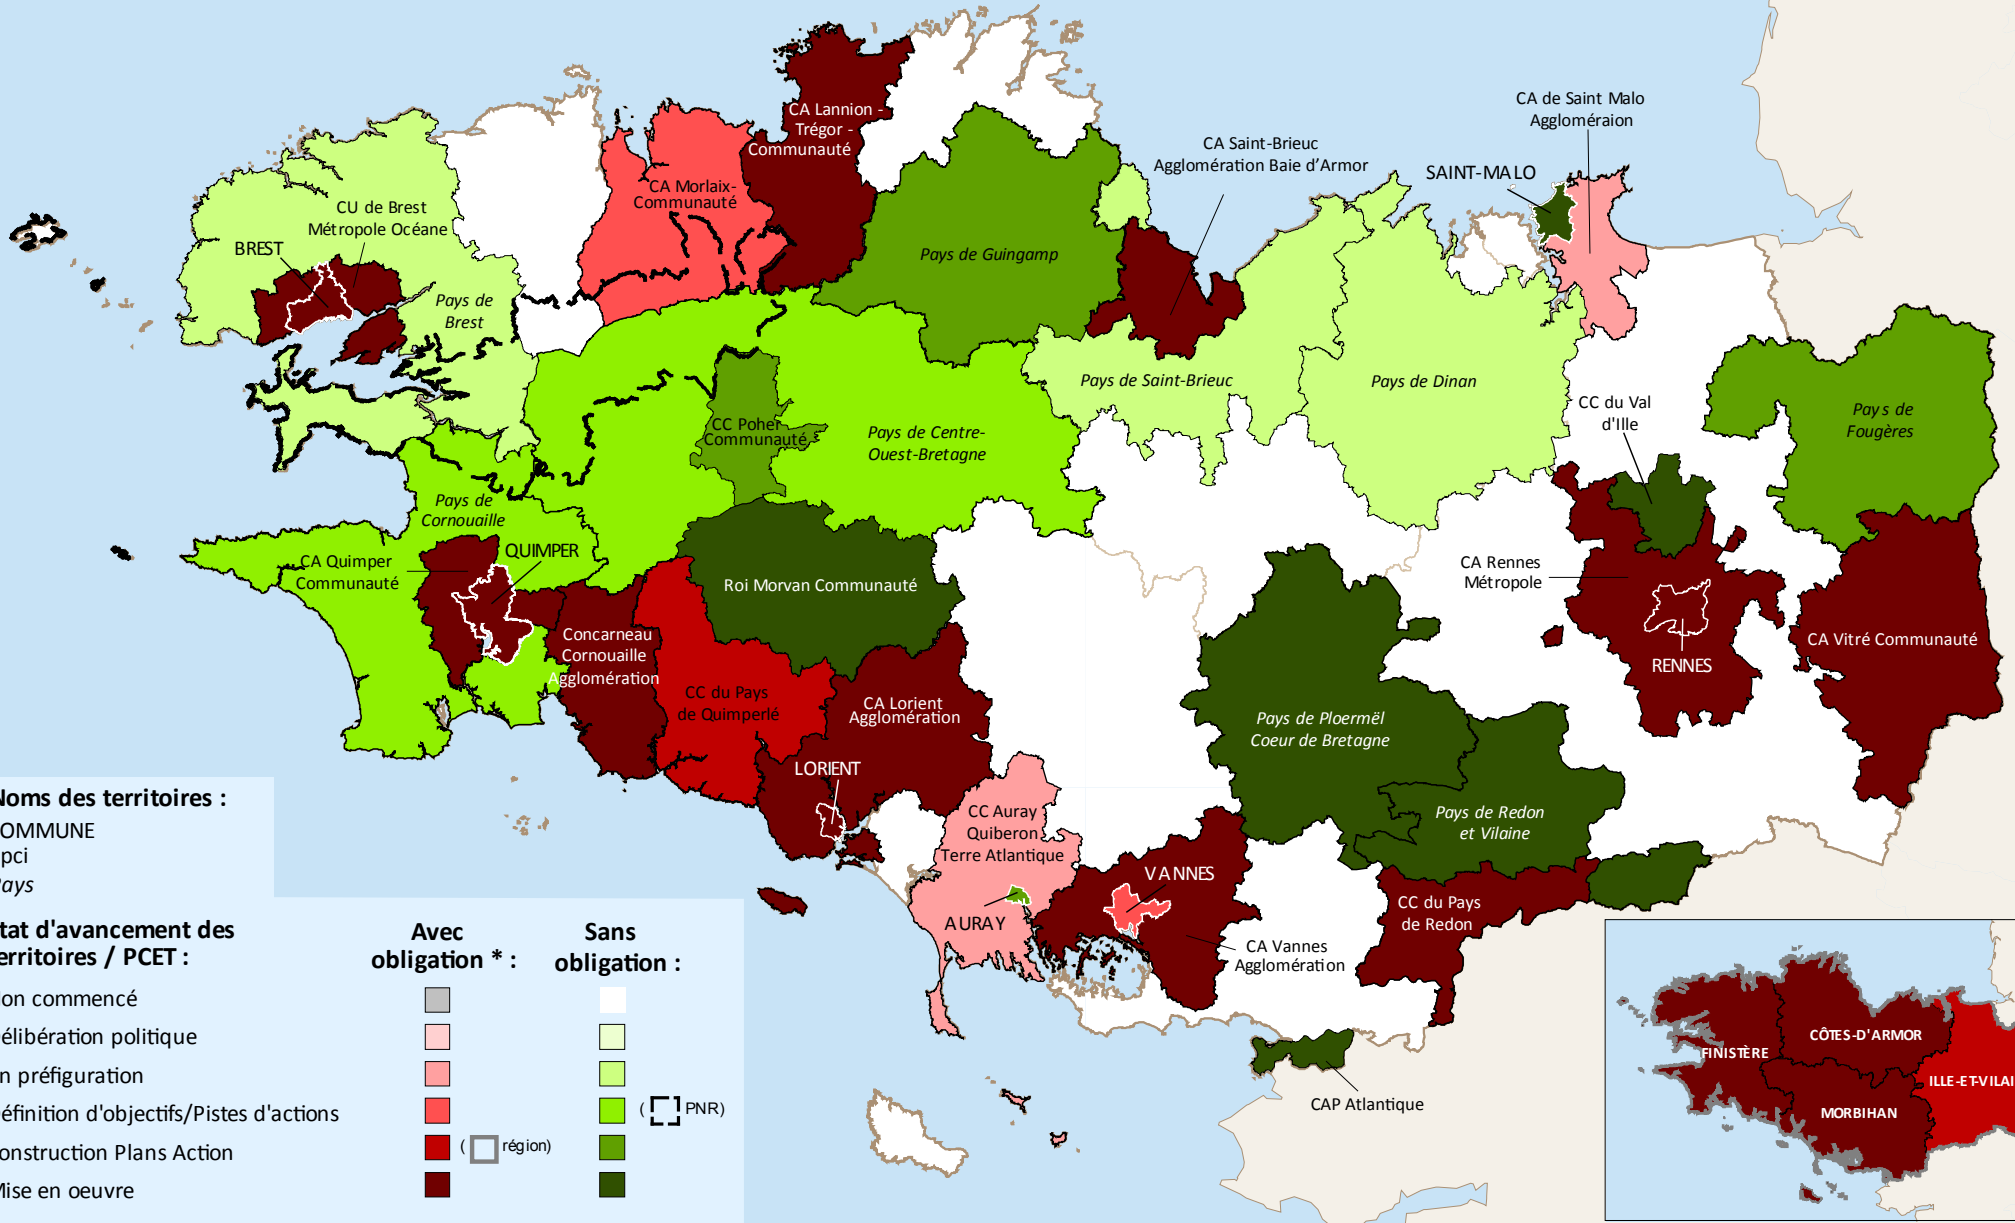 CA Lannion -
Trégor -
Communauté
CA de Saint Malo
Aggloméraion
CA Saint-Brieuc
Agglomération Baie d'Armor
SAINT-MALO
CA Morlaix-
Communauté
CU de Brest
Métropole Océane
BREST
Pays de Guingamp
Pays de
Brest
Pays de Saint-Brieuc
Pays de Dinan
CC du Val
d'Ille
Pays de
Fougères
CC Poher
Communauté
Pays de Centre-
Ouest-Bretagne
Pays de
Cornouaille
CA Quimper
Communauté
QUIMPER
Roi Morvan Communauté
CA Rennes
Métropole
RENNES
CA Vitré Communauté
Concarneau
Cornouaille
Agglomération
CC du Pays
de Quimperlé
CA Lorient
Agglomération
LORIENT
Pays de Ploermël
Coeur de Bretagne
Pays de Redon
et Vilaine
CC Auray
Quiberon
Terre Atlantique
AURAY
VANNES
CA Vannes
Agglomération
CC du Pays
de Redon
CAP Atlantique
Noms des territoires :
OMMUNE
pci
Pays
tat d'avancement des
erritoires / PCET :
Avec
obligation * :
Sans
obligation :
on commencé
élibération politique
n préfiguration
éfinition d'objectifs/Pistes d'actions
( PNR)
onstruction Plans Action
( région)
Mise en oeuvre
FINISTÈRE
CÔTES-D'ARMOR
ILLE-ET-VILAI
MORBIHAN